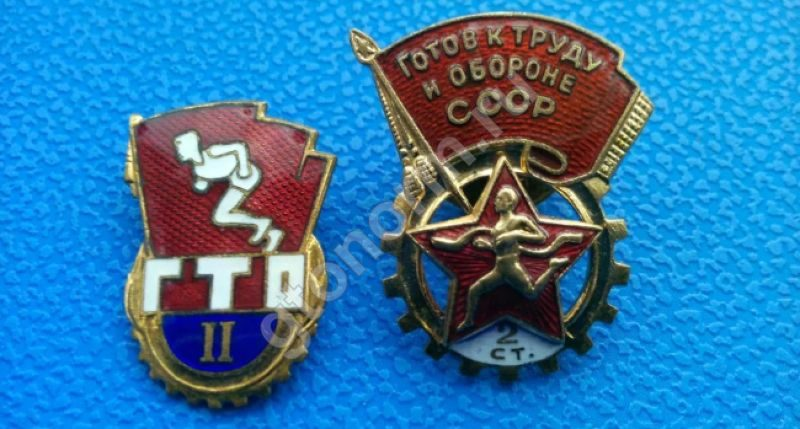 ГТО
II
ГОТОВ К ТРУДУ
И ОБОРОНЕ
СССР
2
СТ.